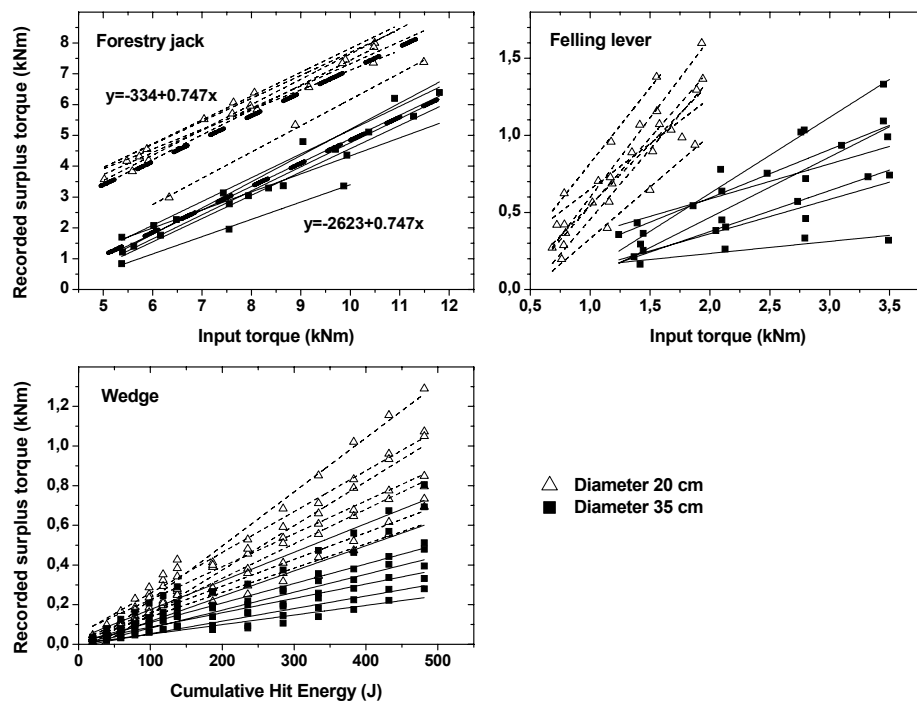 Forestry jack
y=-334+0.747x
y=-2623+0.747x
Recorded surplus torque (kNm)
8
7
6
5
4
3
2
1
0
5 6 7 8 9 10 11 12
Input torque (kNm)
Felling lever
1,5
1,0
0,5
0,0
0,5 1,0 1,5 2,0 2,5 3,0 3,5
Input torque (kNm)
Wedge
Recorded surplus torque (kNm)
1,2
1,0
0,8
0,6
0,4
0,2
0,0
0 100 200 300 400 500
Cumulative Hit Energy (J)
Diameter 20 cm
Diameter 35 cm